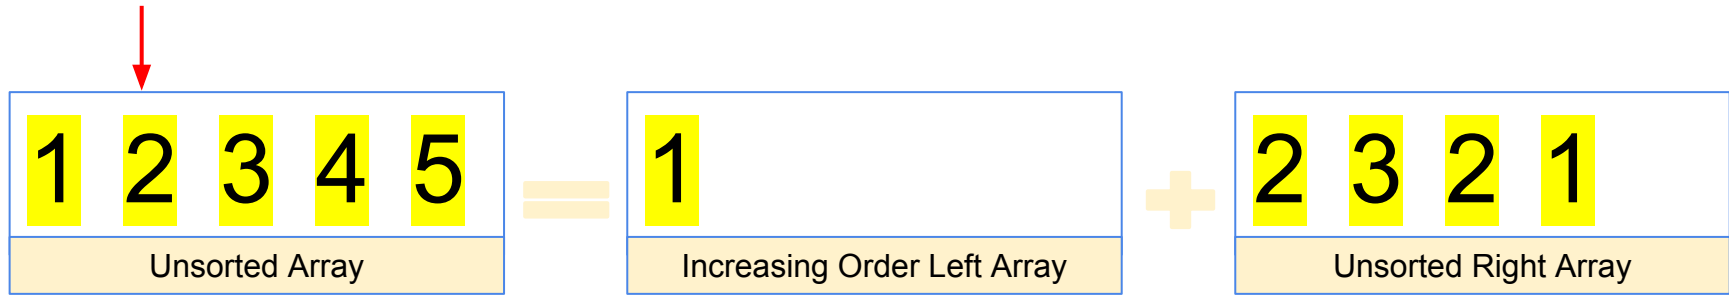 1 2 3 4 5
Unsorted Array
=
1
Increasing Order Left Array
+
2 3 2 1
Unsorted Right Array